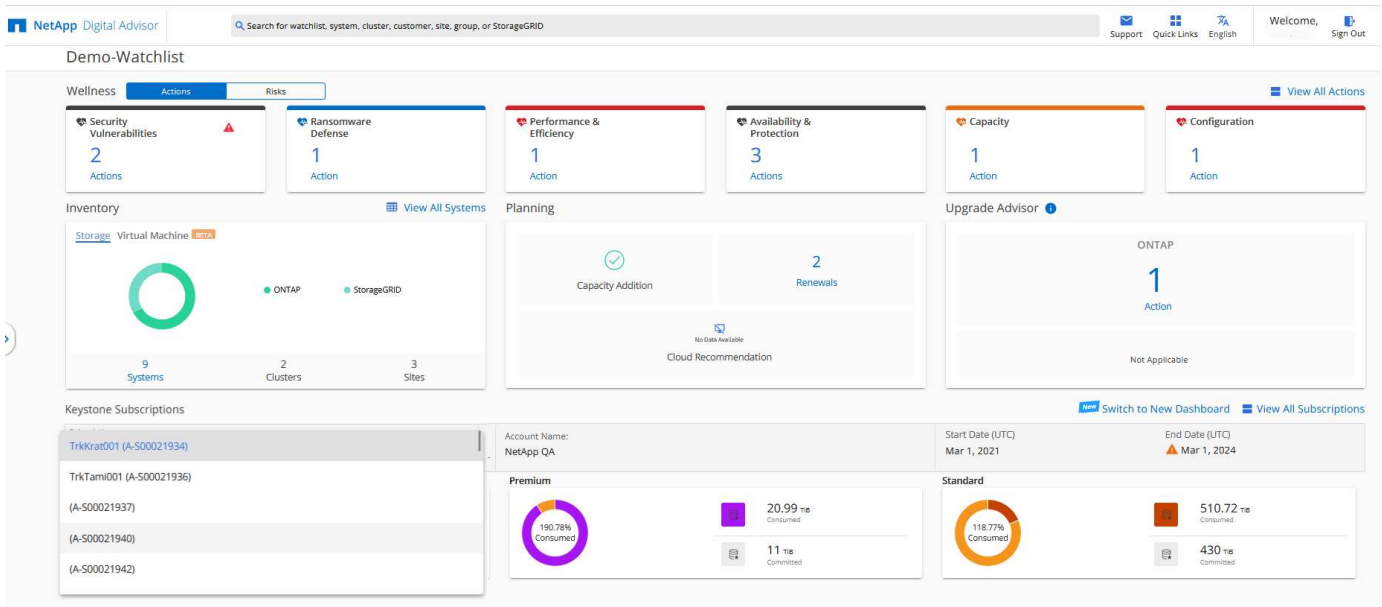 NetApp Digital Advisor
Search for watchlist, system, cluster, customer, site, group, or StorageGRID
Support
Quick Links
English
Welcome,
Sign Out
Demo-Watchlist
Wellness
Actions
Risks
View All Actions
Security
Vulnerabilities
2
Actions
Ransomware
Defense
1
Action
Performance &
Efficiency
1
Action
Availability &
Protection
3
Actions
Capacity
1
Action
Configuration
1
Action
Inventory
View All Systems
Storage Virtual Machine BETA
ONTAP
StorageGRID
9
Systems
2
Clusters
3
Sites
Planning
Capacity Addition
2
Renewals
No Data Available
Cloud Recommendation
Upgrade Advisor
ONTAP
1
Action
Not Applicable
Keystone Subscriptions
New Switch to New Dashboard
View All Subscriptions
TrkKrat001 (A-S00021934)
TrkTami001 (A-S00021936)
(A-S00021937)
(A-S00021940)
(A-S00021942)
Account Name:
NetApp QA
Start Date (UTC)
Mar 1, 2021
End Date (UTC)
Mar 1, 2024
Premium
190.78%
Consumed
20.99 TiB
Consumed
11 TiB
Committed
Standard
118.77%
Consumed
510.72 TiB
Consumed
430 TiB
Committed